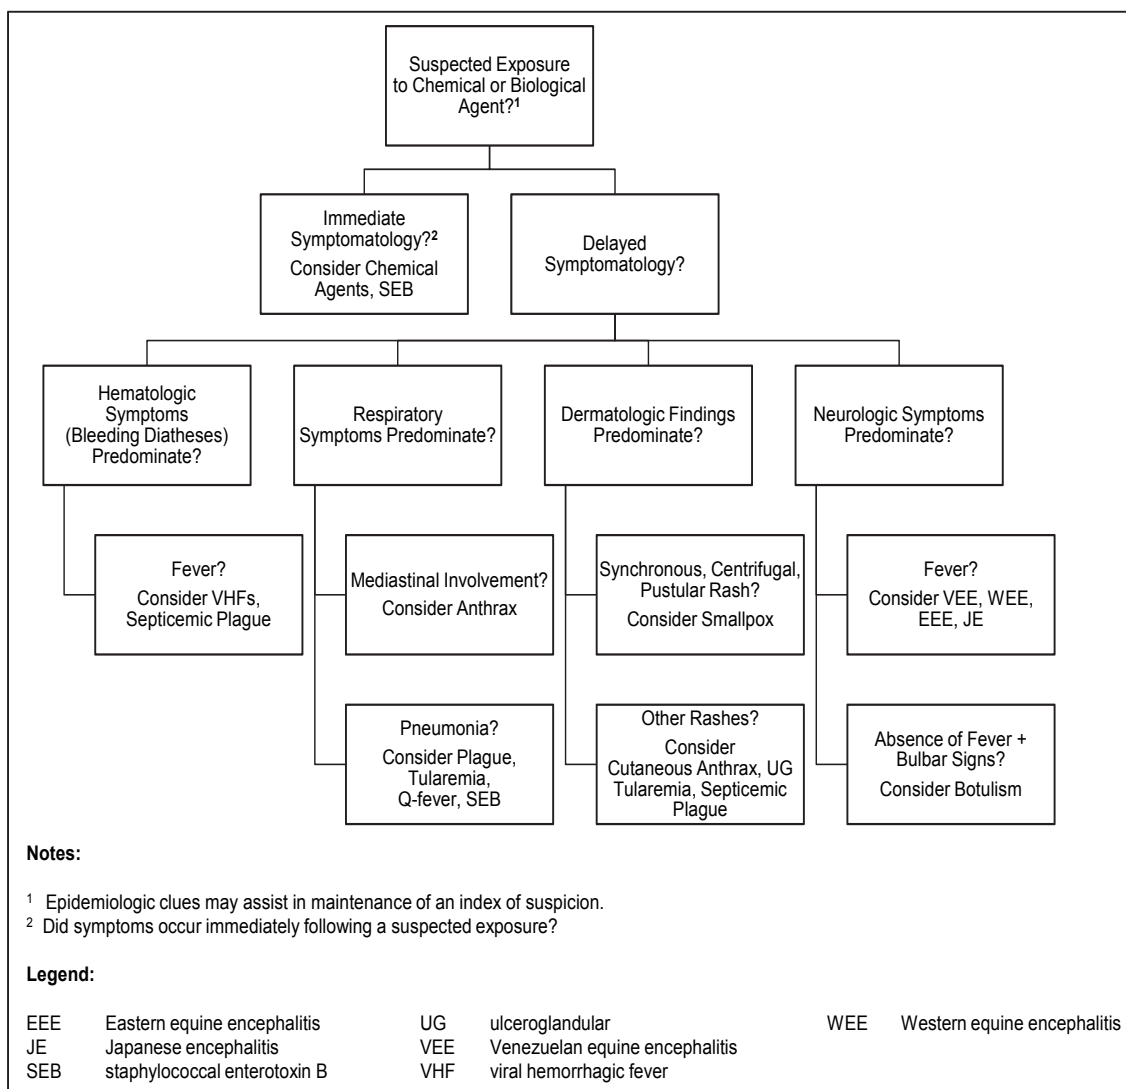 Suspected Exposure
to Chemical or Biological
Agent?1
Immediate
Symptomatology?2
Consider Chemical
Agents, SEB
Delayed
Symptomatology?
Hematologic
Symptoms
(Bleeding Diatheses)
Predominate?
Respiratory
Symptoms Predominate?
Dermatologic Findings
Predominate?
Neurologic Symptoms
Predominate?
Fever?
Consider VHFs,
Septicemic Plague
Mediastinal Involvement?
Consider Anthrax
Synchronous, Centrifugal,
Pustular Rash?
Consider Smallpox
Fever?
Consider VEE, WEE,
EEE, JE
Pneumonia?
Consider Plague,
Tularemia,
Q-fever, SEB
Other Rashes?
Consider
Cutaneous Anthrax, UG
Tularemia, Septicemic
Plague
Absence of Fever +
Bulbar Signs?
Consider Botulism
Notes:
1 Epidemiologic clues may assist in maintenance of an index of suspicion.
2 Did symptoms occur immediately following a suspected exposure?
Legend:
EEE Eastern equine encephalitis UG ulceroglandular WEE Western equine encephalitis
JE Japanese encephalitis VEE Venezuelan equine encephalitis
SEB staphylococcal enterotoxin B VHF viral hemorrhagic fever